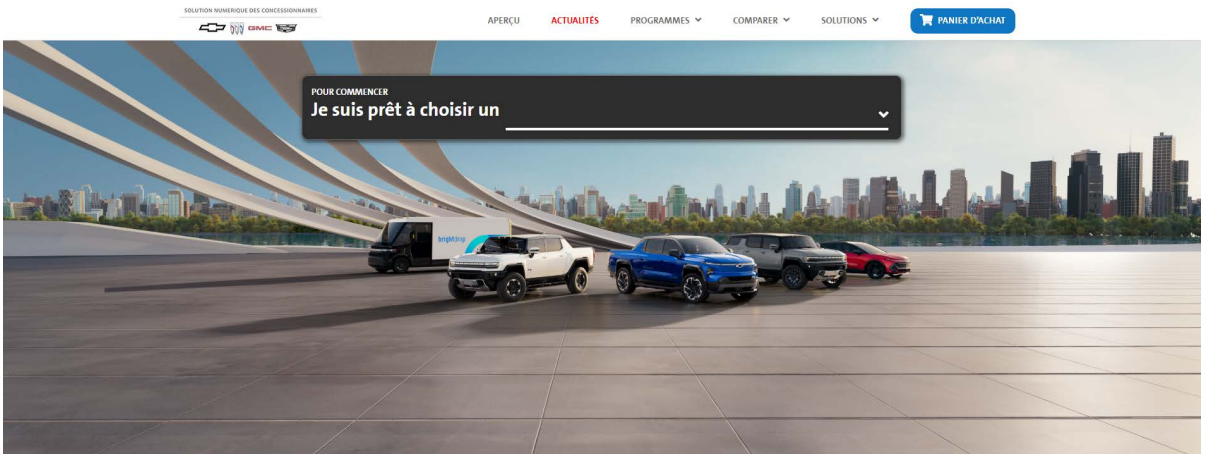 SOLUTION NUMERIQUE DES CONCESSIONNAIRES
GMC
APERÇU ACTUALITÉS PROGRAMMES COMPARER SOLUTIONS PANIER D'ACHAT
POUR COMMENCER
Je suis prêt à choisir un
brightdrop